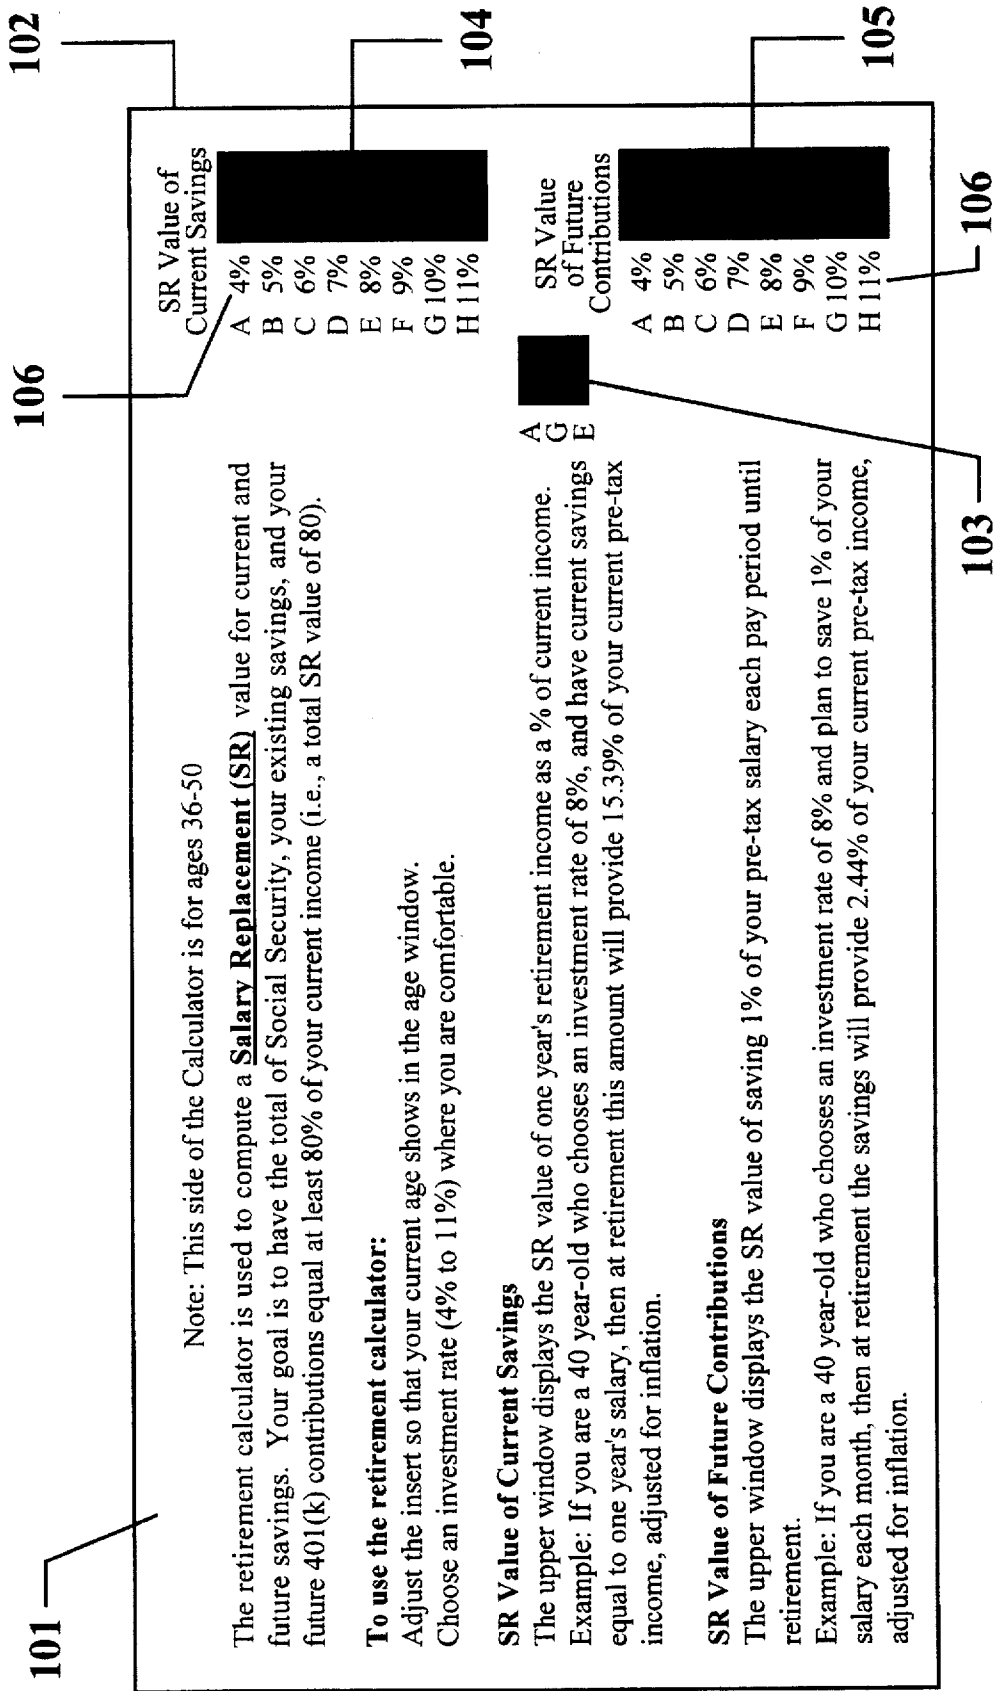 101
102
Note: This side of the Calculator is for ages 36-50
The retirement calculator is used to compute a Salary Replacement (SR) value for current and
future savings. Your goal is to have the total of Social Security, your existing savings, and your
future 401(k) contributions equal at least 80% of your current income (i.e., a total SR value of 80).
To use the retirement calculator:
Adjust the insert so that your current age shows in the age window.
Choose an investment rate (4% to 11%) where you are comfortable.
SR Value of Current Savings
The upper window displays the SR value of one year's retirement income as a % of current income.
Example: If you are a 40 year-old who chooses an investment rate of 8%, and have current savings
equal to one year's salary, then at retirement this amount will provide 15.39% of your current pre-tax
income, adjusted for inflation.
SR Value of Future Contributions
The upper window displays the SR value of saving 1% of your pre-tax salary each pay period until
retirement.
Example: If you are a 40 year-old who chooses an investment rate of 8% and plan to save 1% of your
salary each month, then at retirement the savings will provide 2.44% of your current pre-tax income,
adjusted for inflation.
106
SR Value of
Current Savings
A 4%
B 5%
C 6%
D 7%
E 8%
F 9%
G 10%
H 11%
104
A
G
E
103
SR Value
of Future
Contributions
A 4%
B 5%
C 6%
D 7%
E 8%
F 9%
G 10%
H 11%
105
106